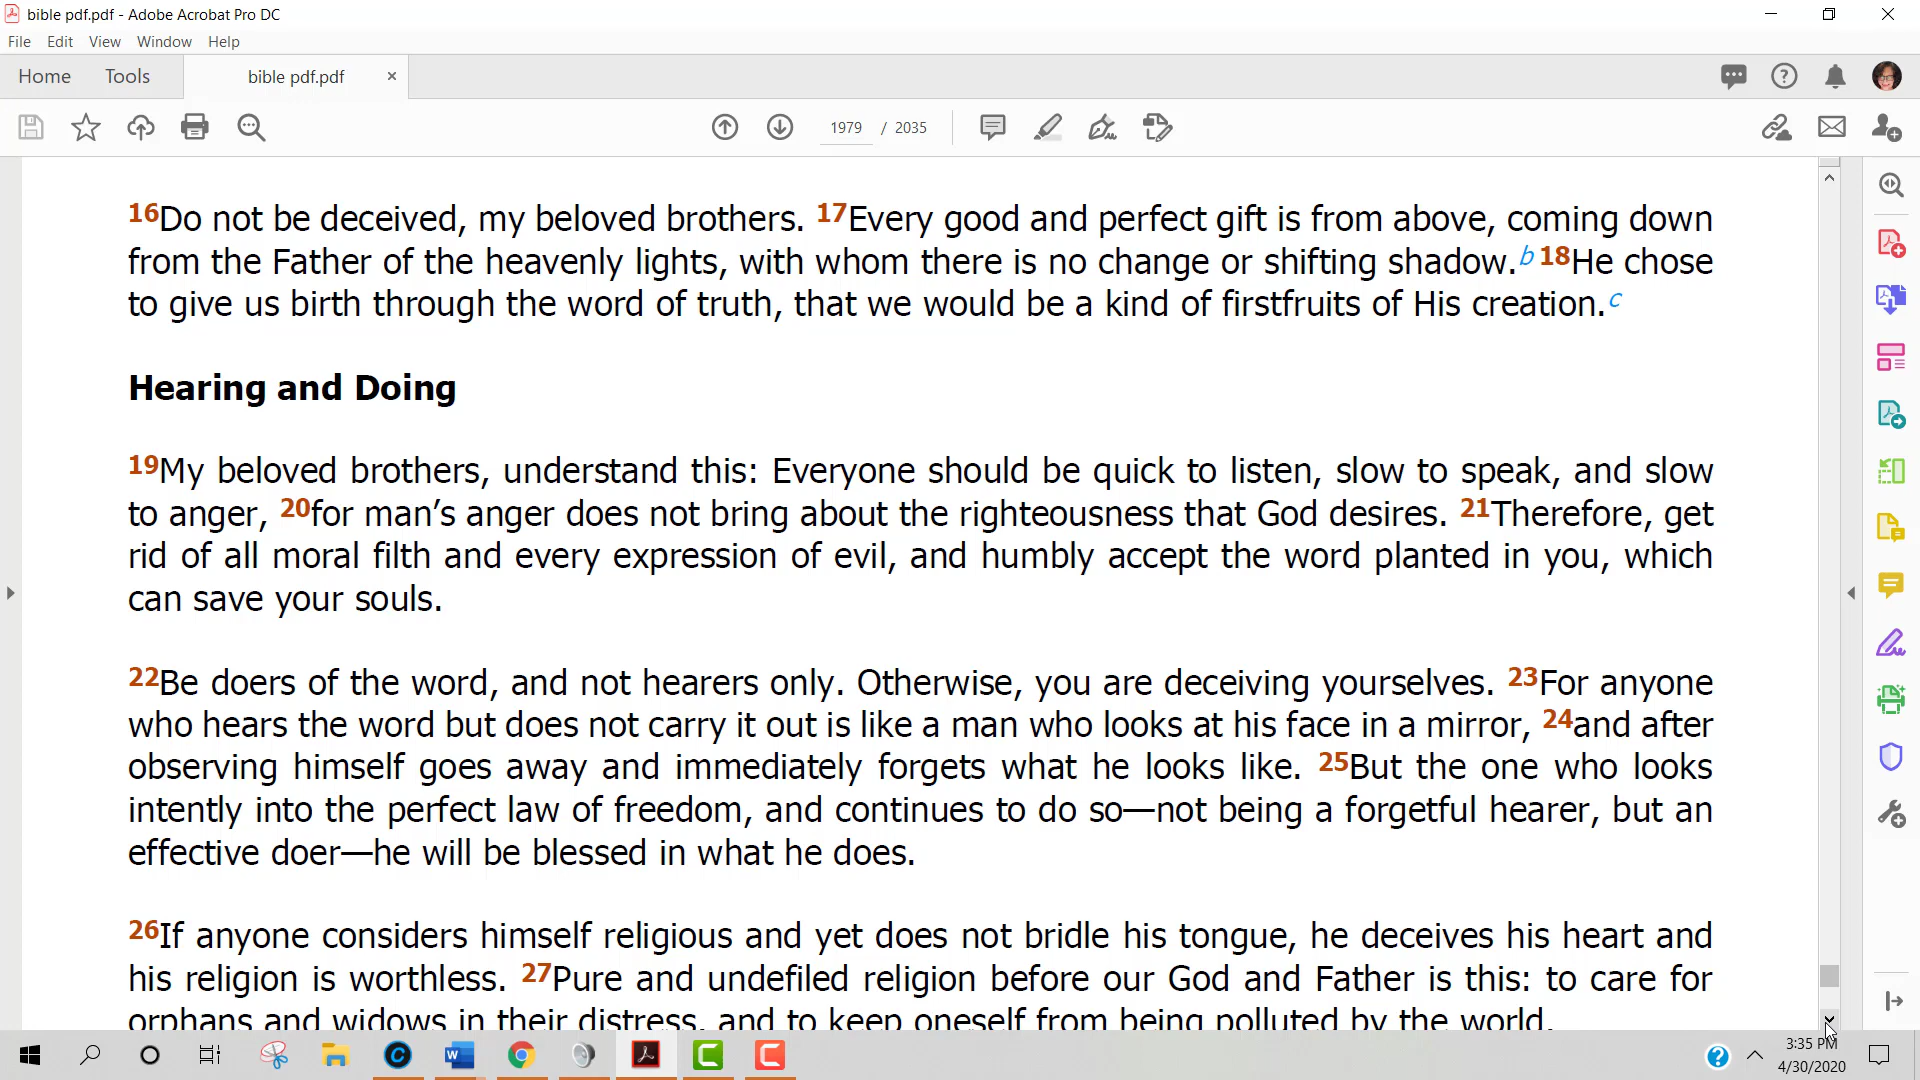 bible pdf.pdf - Adobe Acrobat Pro DC
File Edit View Window Help
Home Tools bible pdf.pdf ×
1979 / 2035
16Do not be deceived, my beloved brothers. 17Every good and perfect gift is from above, coming down
from the Father of the heavenly lights, with whom there is no change or shifting shadow.b 18He chose
to give us birth through the word of truth, that we would be a kind of firstfruits of His creation.c
Hearing and Doing
19My beloved brothers, understand this: Everyone should be quick to listen, slow to speak, and slow
to anger, 20for man’s anger does not bring about the righteousness that God desires. 21Therefore, get
rid of all moral filth and every expression of evil, and humbly accept the word planted in you, which
can save your souls.
22Be doers of the word, and not hearers only. Otherwise, you are deceiving yourselves. 23For anyone
who hears the word but does not carry it out is like a man who looks at his face in a mirror, 24and after
observing himself goes away and immediately forgets what he looks like. 25But the one who looks
intently into the perfect law of freedom, and continues to do so—not being a forgetful hearer, but an
effective doer—he will be blessed in what he does.
26If anyone considers himself religious and yet does not bridle his tongue, he deceives his heart and
his religion is worthless. 27Pure and undefiled religion before our God and Father is this: to care for
orphans and widows in their distress, and to keep oneself from being polluted by the world.
3:35 PM
4/30/2020